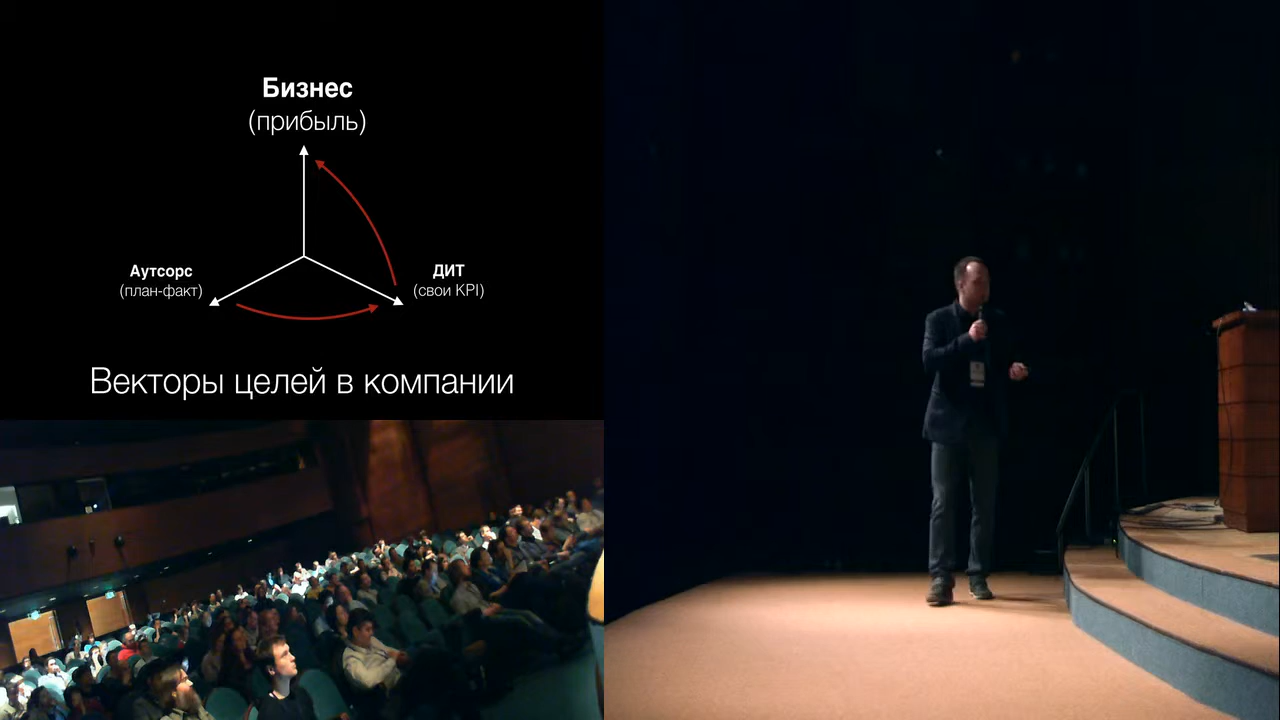 Бизнес
(прибыль)
Аутсорс
(план-факт)
ДИТ
(свои KPI)
Векторы целей в компании